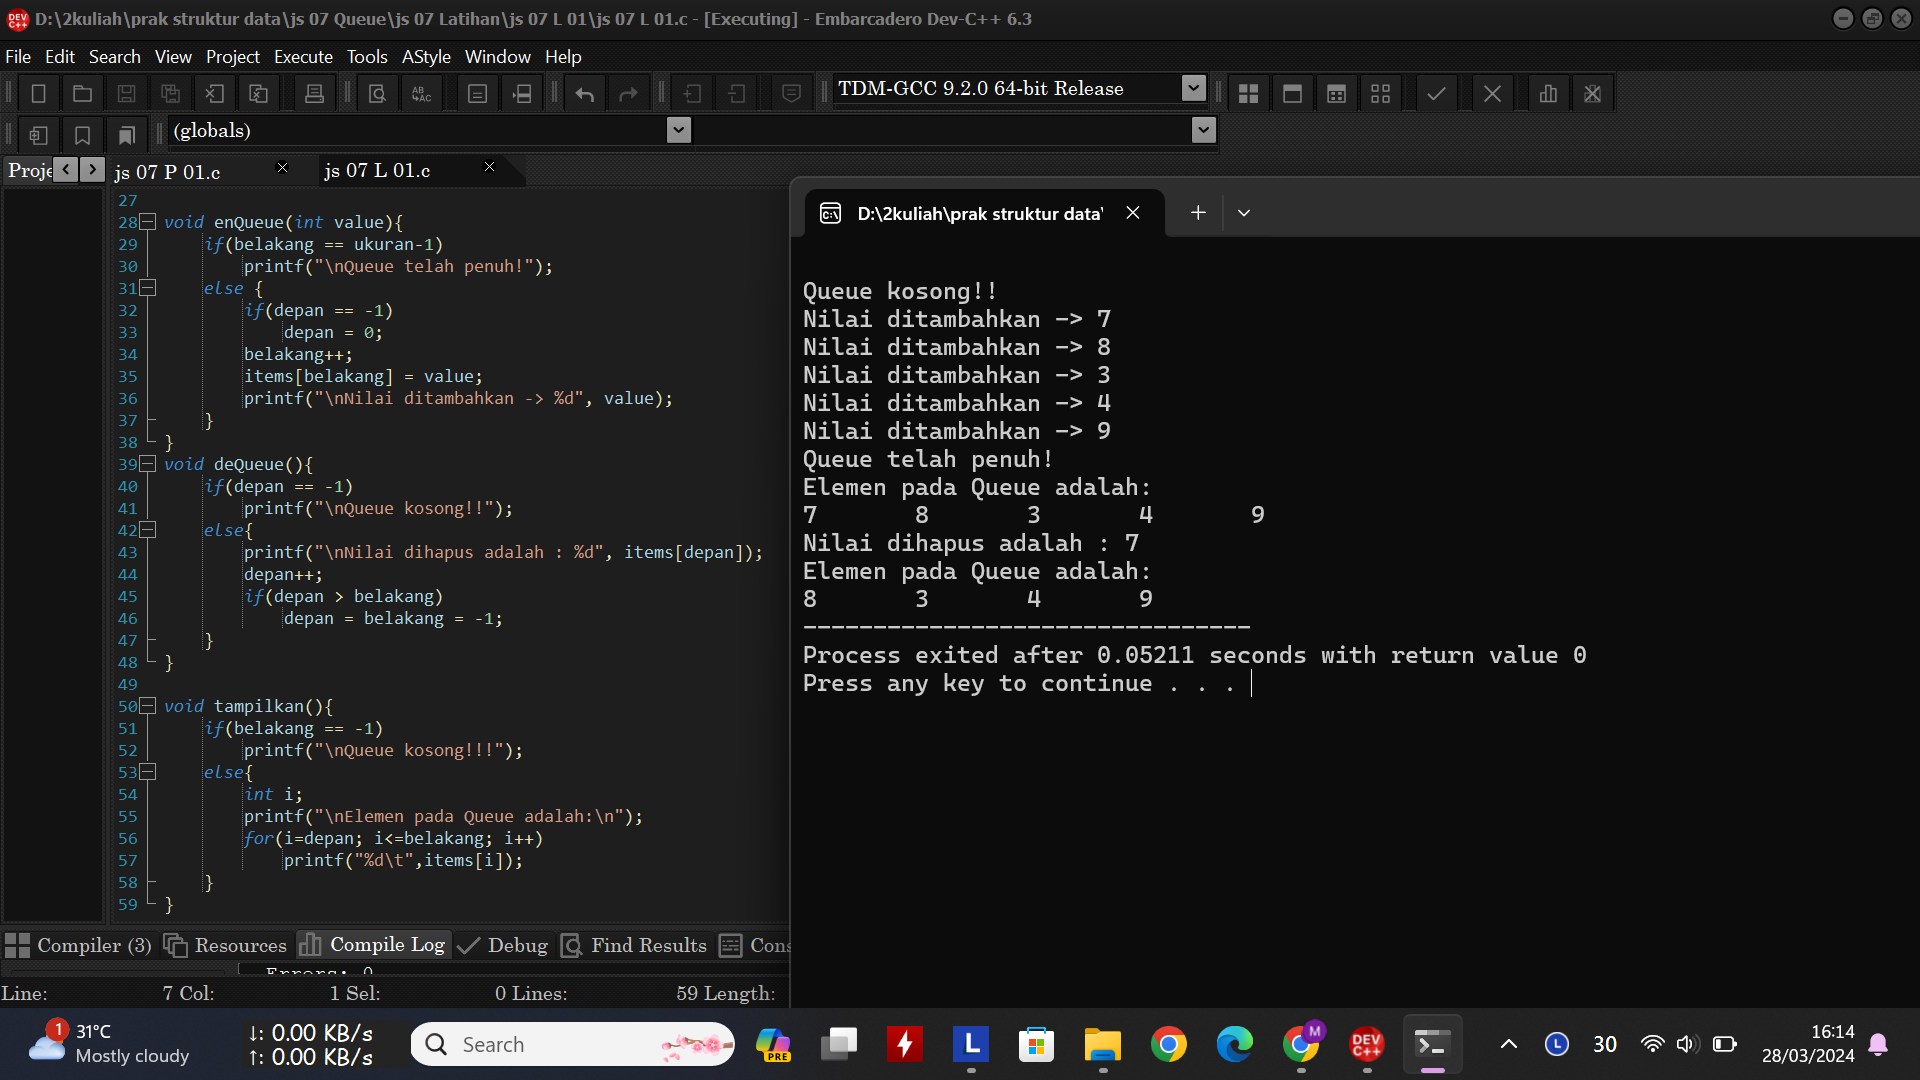 D:\2kuliah\prak struktur data\js 07 Queue\js 07 Latihan\js 07 L 01\js 07 L 01.c - [Executing] - Embarcadero Dev-C++ 6.3
File Edit Search View Project Execute Tools AStyle Window Help
TDM-GCC 9.2.0 64-bit Release
(globals)
Proje js 07 P 01.c js 07 L 01.c
27
28 void enQueue(int value){
29 if(belakang == ukuran-1)
30 printf("\nQueue telah penuh!");
31 else {
32 if(depan == -1)
33 depan = 0;
34 belakang++;
35 items[belakang] = value;
36 printf("\nNilai ditambahkan -> %d", value);
37 }
38 }
39 void deQueue(){
40 if(depan == -1)
41 printf("\nQueue kosong!!");
42 else{
43 printf("\nNilai dihapus adalah : %d", items[depan]);
44 depan++;
45 if(depan > belakang)
46 depan = belakang = -1;
47 }
48 }
49
50 void tampilkan(){
51 if(belakang == -1)
52 printf("\nQueue kosong!!!");
53 else{
54 int i;
55 printf("\nElemen pada Queue adalah:\n");
56 for(i=depan; i<=belakang; i++)
57 printf("%d\t",items[i]);
58 }
59 }
D:\2kuliah\prak struktur data'
Queue kosong!!
Nilai ditambahkan -> 7
Nilai ditambahkan -> 8
Nilai ditambahkan -> 3
Nilai ditambahkan -> 4
Nilai ditambahkan -> 9
Queue telah penuh!
Elemen pada Queue adalah:
7 8 3 4 9
Nilai dihapus adalah : 7
Elemen pada Queue adalah:
8 3 4 9
--------------------------------
Process exited after 0.05211 seconds with return value 0
Press any key to continue . . .
Compiler (3) Resources Compile Log Debug Find Results Cons
Errors: 0
Line: 7 Col: 1 Sel: 0 Lines: 59 Length:
1 31°C
Mostly cloudy
↓: 0.00 KB/s
↑: 0.00 KB/s
Search
PRE
L
M
DEV C++
L
30
16:14
28/03/2024